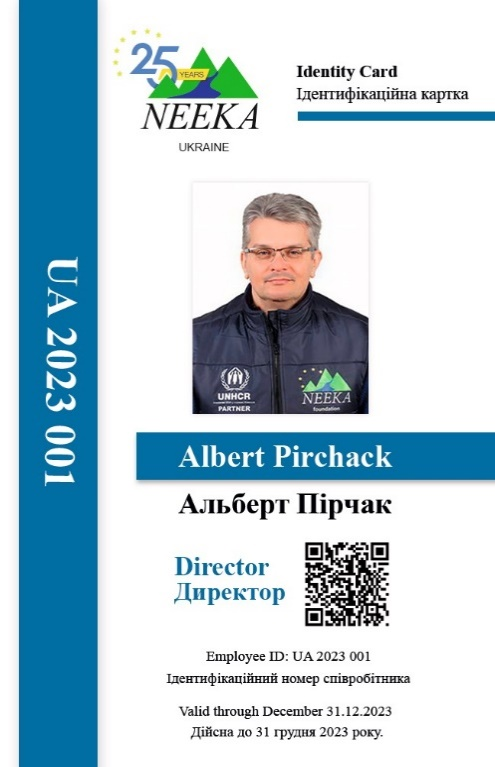 25
YEARS
NEEKA
UKRAINE
Identity Card
Ідентифікаційна картка
UA 2023 001
UNHCR
PARTNER
NEEKA
foundation
Albert Pirchack
Альберт Пірчак
Director
Директор
Employee ID: UA 2023 001
Ідентифікаційний номер співробітника
Valid through December 31.12.2023
Дійсна до 31 грудня 2023 року.